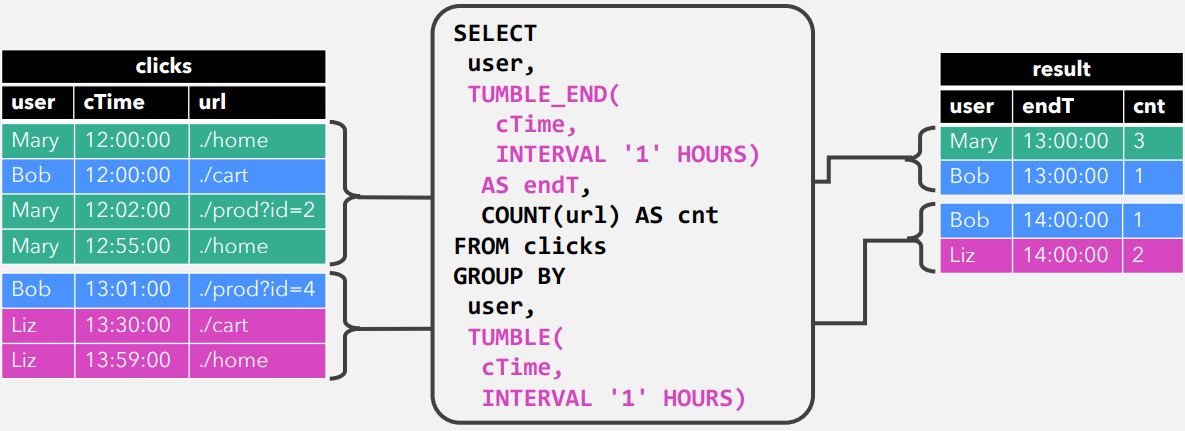 clicks
user cTime url
Mary 12:00:00 ./home
Bob 12:00:00 ./cart
Mary 12:02:00 ./prod?id=2
Mary 12:55:00 ./home
Bob 13:01:00 ./prod?id=4
Liz 13:30:00 ./cart
Liz 13:59:00 ./home
SELECT
user,
TUMBLE_END(
cTime,
INTERVAL '1' HOURS)
AS endT,
COUNT(url) AS cnt
FROM clicks
GROUP BY
user,
TUMBLE(
cTime,
INTERVAL '1' HOURS)
result
user endT cnt
Mary 13:00:00 3
Bob 13:00:00 1
Bob 14:00:00 1
Liz 14:00:00 2